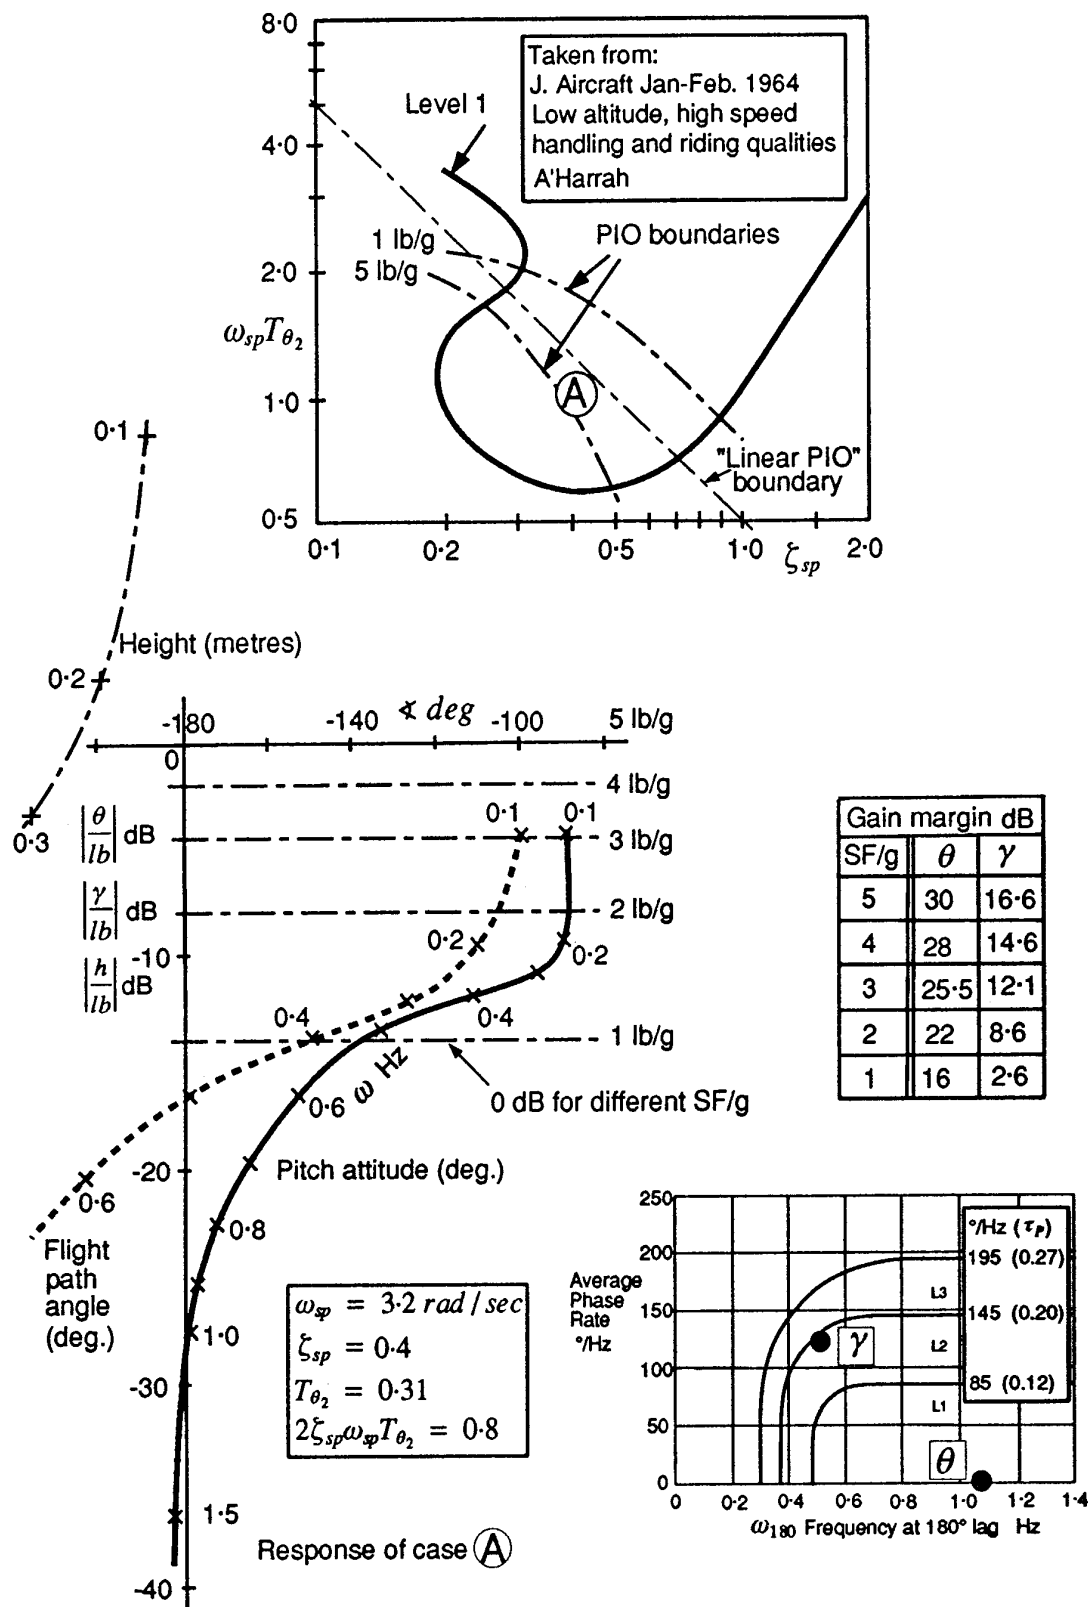 8·0
4·0
2·0
1·0
0·5
ω_sp T_θ₂
Level 1
Taken from:
J. Aircraft Jan-Feb. 1964
Low altitude, high speed
handling and riding qualities
A'Harrah
1 lb/g
5 lb/g
PIO boundaries
A
"Linear PIO"
boundary
0·1 0·2 0·5 1·0 2·0
ζ_sp
0·1
Height (metres)
0·2
0·3
-180 -140 ∢ deg -100 5 lb/g
0
4 lb/g
|θ/lb| dB
0·1 0·1
3 lb/g
|γ/lb| dB
2 lb/g
0·2 0·2
-10
|h/lb| dB
0·4 0·4
1 lb/g
ω Hz
0·6
0 dB for different SF/g
-20
Pitch attitude (deg.)
0·6
0·8
Flight
path
angle
(deg.)
1·0
-30
ω_sp = 3·2 rad / sec
ζ_sp = 0·4
T_θ₂ = 0·31
2ζ_sp ω_sp T_θ₂ = 0·8
1·5
Response of case A
-40
Gain margin dB
SF/g θ γ
5 30 16·6
4 28 14·6
3 25·5 12·1
2 22 8·6
1 16 2·6
250
200
150
100
50
0
Average
Phase
Rate
°/Hz
°/Hz (τ_P)
195 (0.27)
L3
145 (0.20)
γ
L2
85 (0.12)
L1
θ
0 0·2 0·4 0·6 0·8 1·0 1·2 1·4
ω₁₈₀ Frequency at 180° lag Hz